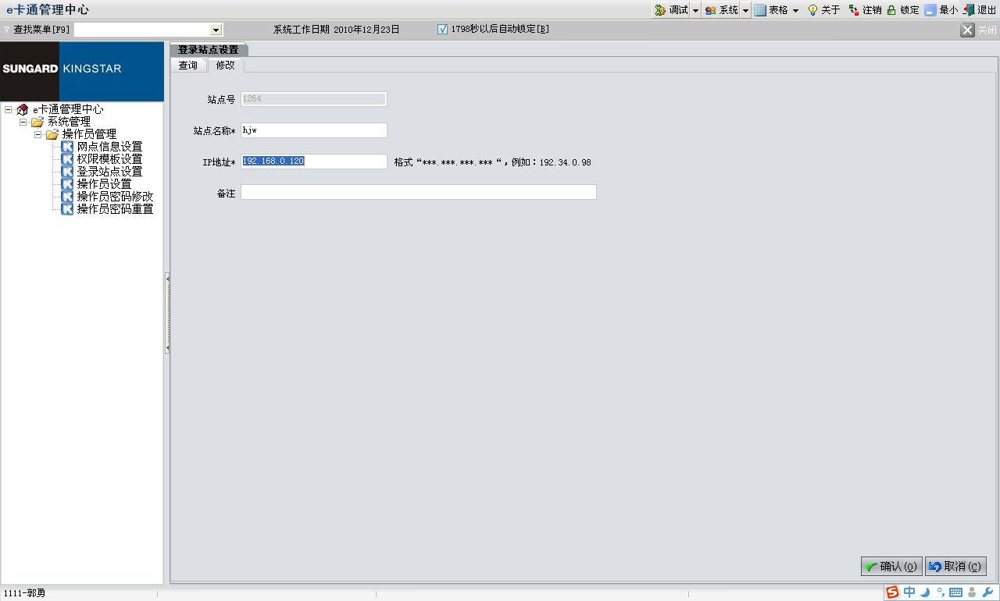 e卡通管理中心 调试 系统 表格 关于 注销 锁定 最小 退出
查找菜单[F9] 系统工作日期 2010年12月23日 1798秒以后自动锁定[B] 关闭
SUNGARD KINGSTAR
e卡通管理中心
系统管理
操作员管理
网点信息设置
权限模板设置
登录站点设置
操作员设置
操作员密码修改
操作员密码重置
登录站点设置
查询 修改
站点号 1264
站点名称* hjw
IP地址* 192.168.0.120 格式“***.***.***.***“，例如：192.34.0.98
备注
确认(O) 取消(C)
1111-郭勇 中